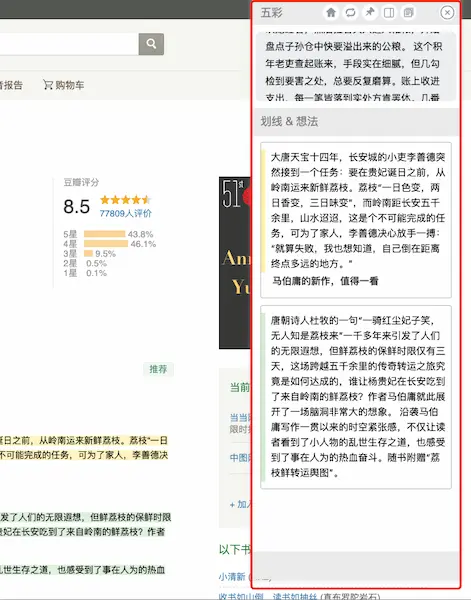 音报告
购物车
豆瓣评分
8.5
77809人评价
5星 43.8%
4星 46.1%
3星 9.5%
2星 0.5%
1星 0.1%
推荐
诞日之前，从岭南运来新鲜荔枝。荔枝“一日
不可能完成的任务，可为了家人，李善德决
发了人们的无限遐想，但鲜荔枝的保鲜时限
贵妃在长安吃到了来自岭南的鲜荔枝？作者
乱世生存之道，也感受到了事在人为的热血
51st
Ann
Yu
当前
当当
限时
中图
+ 加入
以下书
小清新
收书如山倒，读书如抽丝 (直布罗陀岩石)
五彩
盘点子孙仓中快要溢出来的公粮。 这个积
年老吏查起账来，手段实在细腻，但几勾
检到要害之处，总要反复磨算。账上收进
支出，每一笔皆落到实处方肯罢休。几番
划线 & 想法
大唐天宝十四年，长安城的小吏李善德突
然接到一个任务：要在贵妃诞日之前，从
岭南运来新鲜荔枝。荔枝“一日色变，两
日香变，三日味变”，而岭南距长安五千
余里，山水迢迢，这是个不可能完成的任
务，可为了家人，李善德决心放手一搏：
“就算失败，我也想知道，自己倒在距离
终点多远的地方。”
马伯庸的新作，值得一看
唐朝诗人杜牧的一句“一骑红尘妃子笑，
无人知是荔枝来”一千多年来引发了人们
的无限遐想，但鲜荔枝的保鲜时限仅有三
天，这场跨越五千余里的传奇转运之旅究
竟是如何达成的，谁让杨贵妃在长安吃到
了来自岭南的鲜荔枝？作者马伯庸就此展
开了一场脑洞非常大的想象。 沿袭马伯
庸写作一贯以来的时空紧张感，不仅让读
者看到了小人物的乱世生存之道，也感受
到了事在人为的热血奋斗。随书附赠“荔
枝鲜转运舆图”。